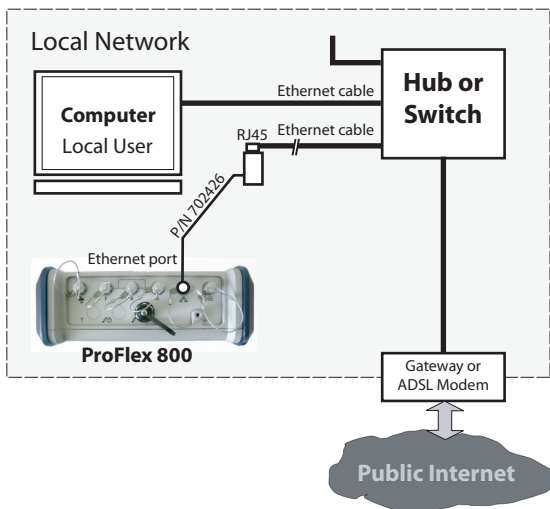 Local Network
Computer
Local User
Ethernet cable
Hub or
Switch
RJ45
Ethernet cable
P/N 702426
Ethernet port
ProFlex 800
Gateway or
ADSL Modem
Public Internet